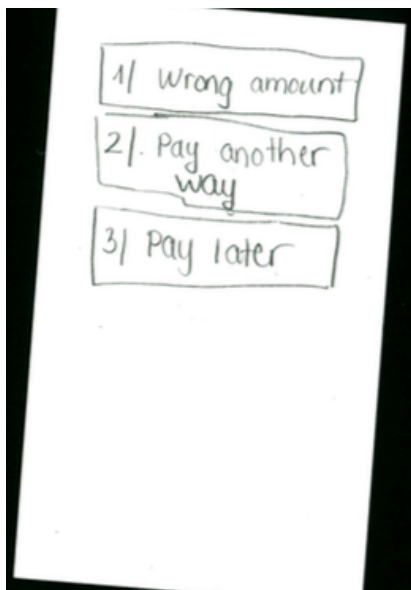 1/ Wrong amount
2/. Pay another
way
3/ Pay later